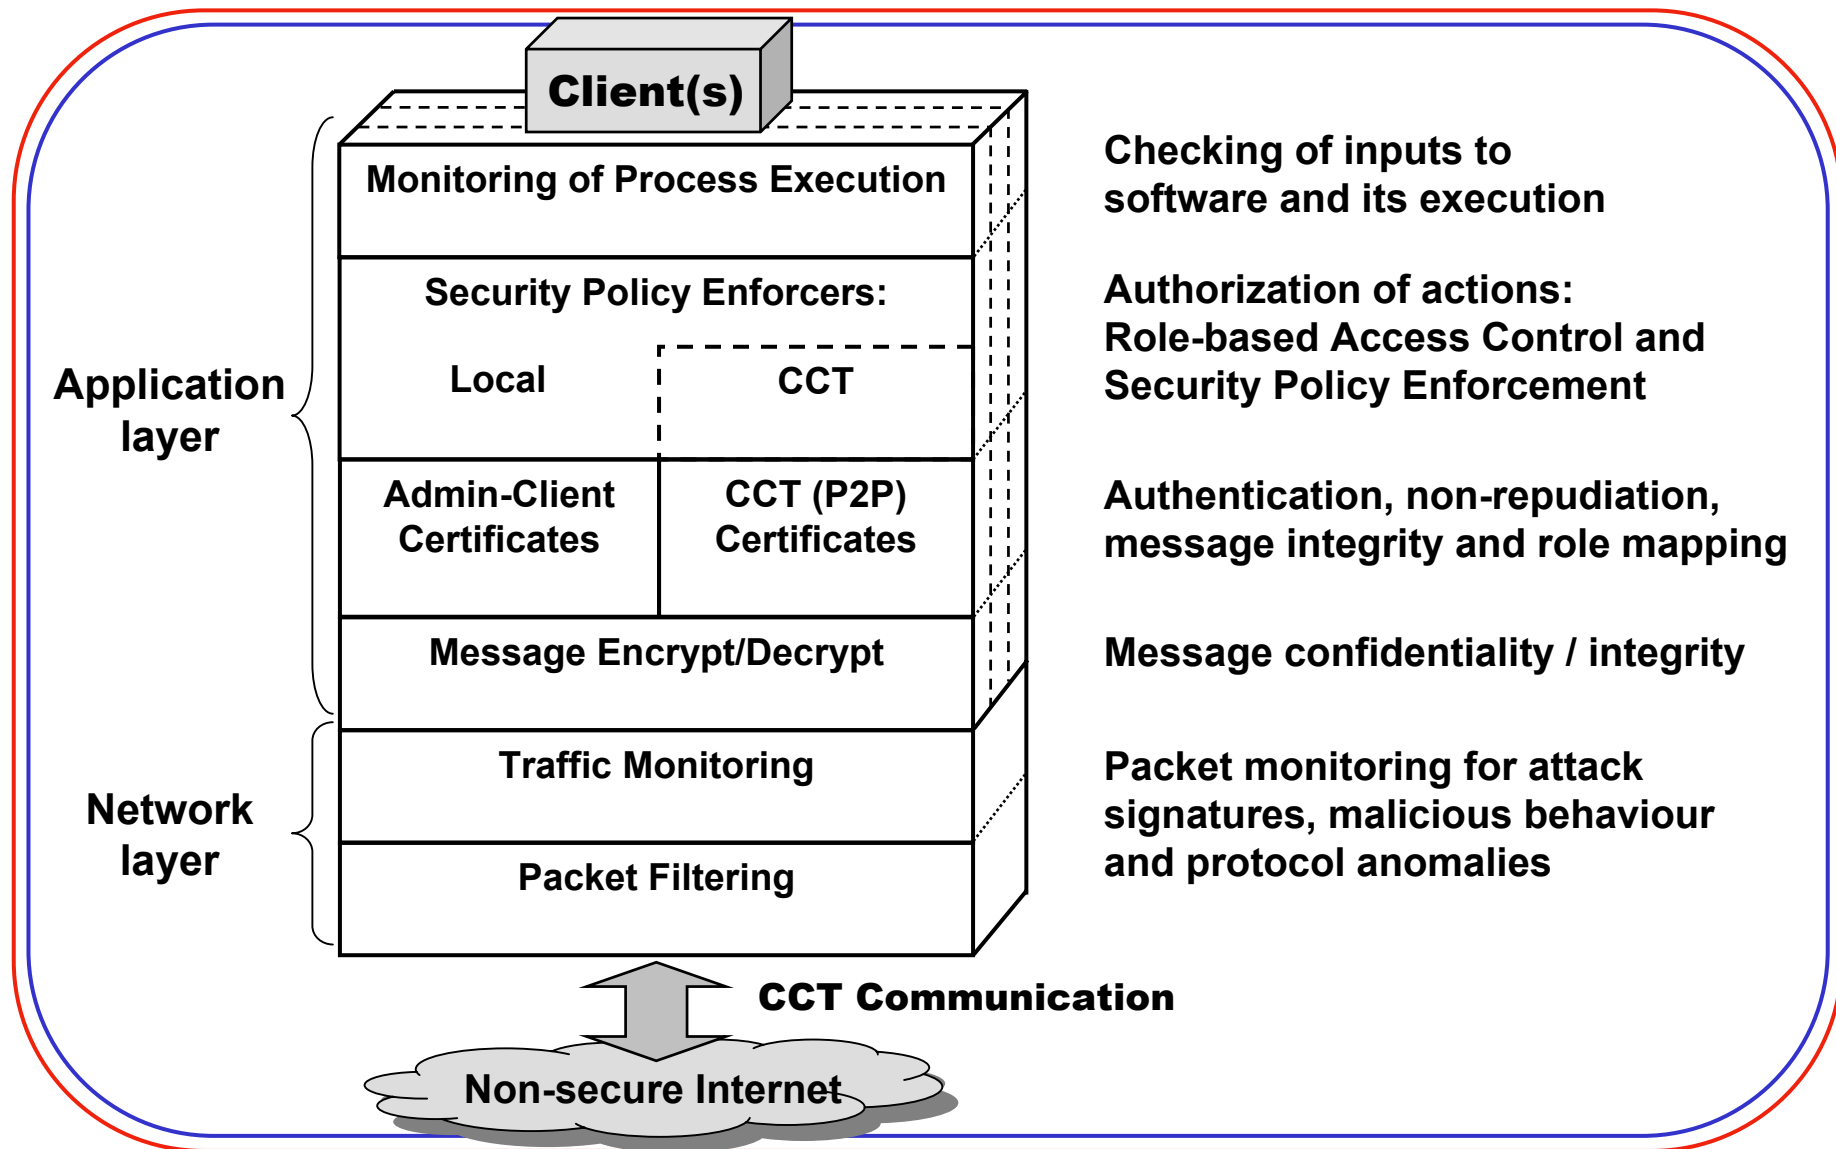 Client(s)
Monitoring of Process Execution
Checking of inputs to
software and its execution
Security Policy Enforcers:
Local
CCT
Authorization of actions:
Role-based Access Control and
Security Policy Enforcement
Application
layer
Admin-Client
Certificates
CCT (P2P)
Certificates
Authentication, non-repudiation,
message integrity and role mapping
Message Encrypt/Decrypt
Message confidentiality / integrity
Traffic Monitoring
Packet monitoring for attack
signatures, malicious behaviour
and protocol anomalies
Network
layer
Packet Filtering
CCT Communication
Non-secure Internet